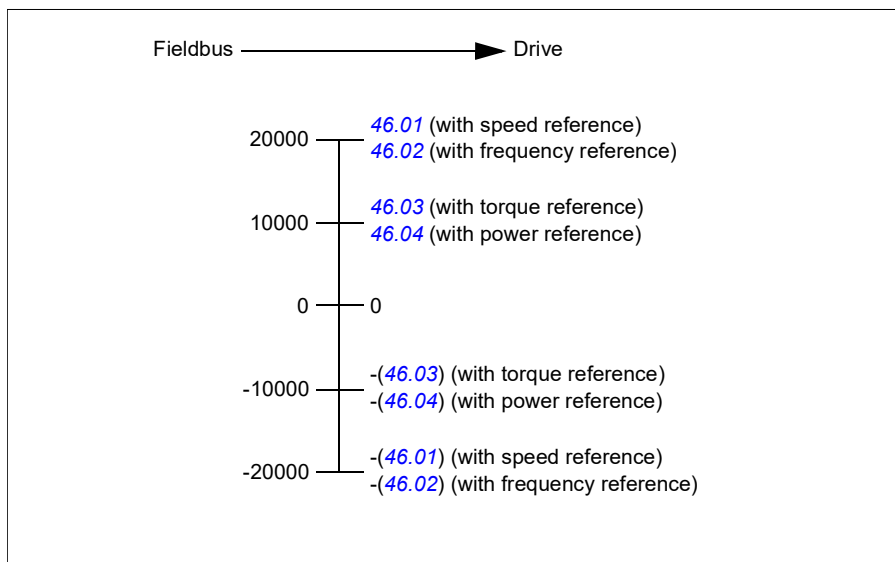 Fieldbus Drive
46.01 (with speed reference)
20000
46.02 (with frequency reference)
46.03 (with torque reference)
10000
46.04 (with power reference)
0 0
-(46.03) (with torque reference)
-10000
-(46.04) (with power reference)
-(46.01) (with speed reference)
-20000
-(46.02) (with frequency reference)